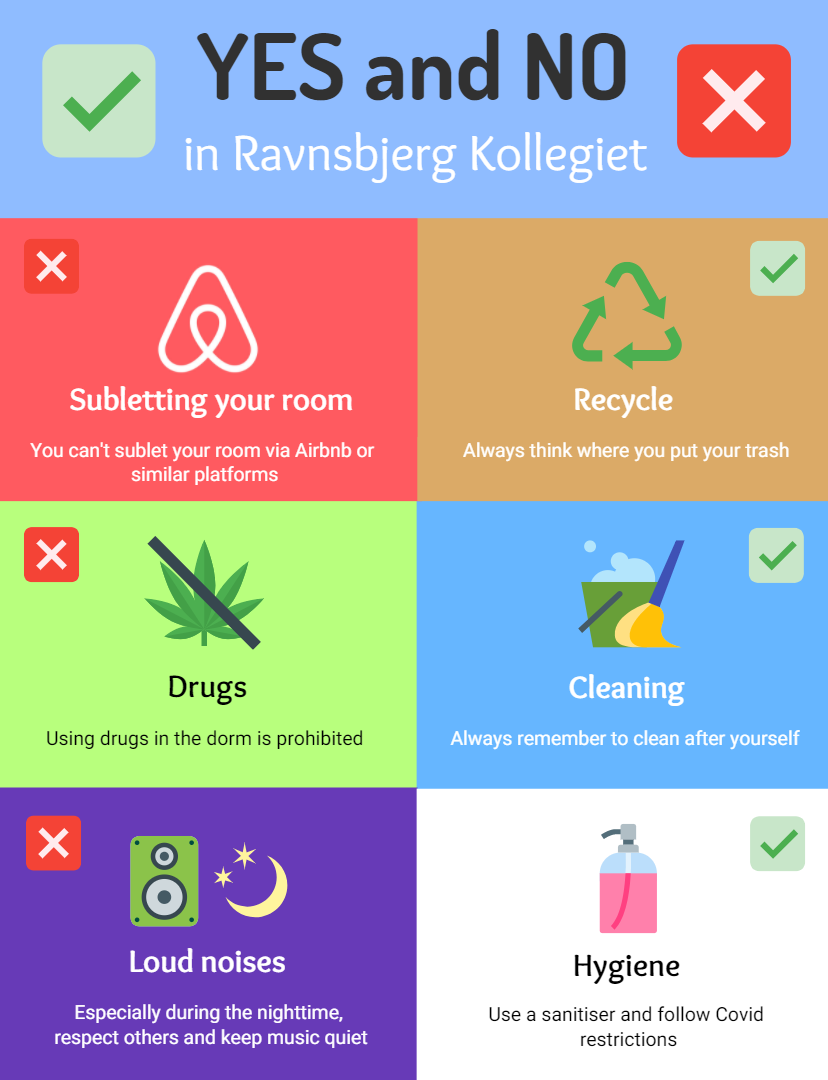 YES and NO
in Ravnsbjerg Kollegiet
Subletting your room
You can't sublet your room via Airbnb or
similar platforms
Recycle
Always think where you put your trash
Drugs
Using drugs in the dorm is prohibited
Cleaning
Always remember to clean after yourself
Loud noises
Especially during the nighttime,
respect others and keep music quiet
Hygiene
Use a sanitiser and follow Covid
restrictions